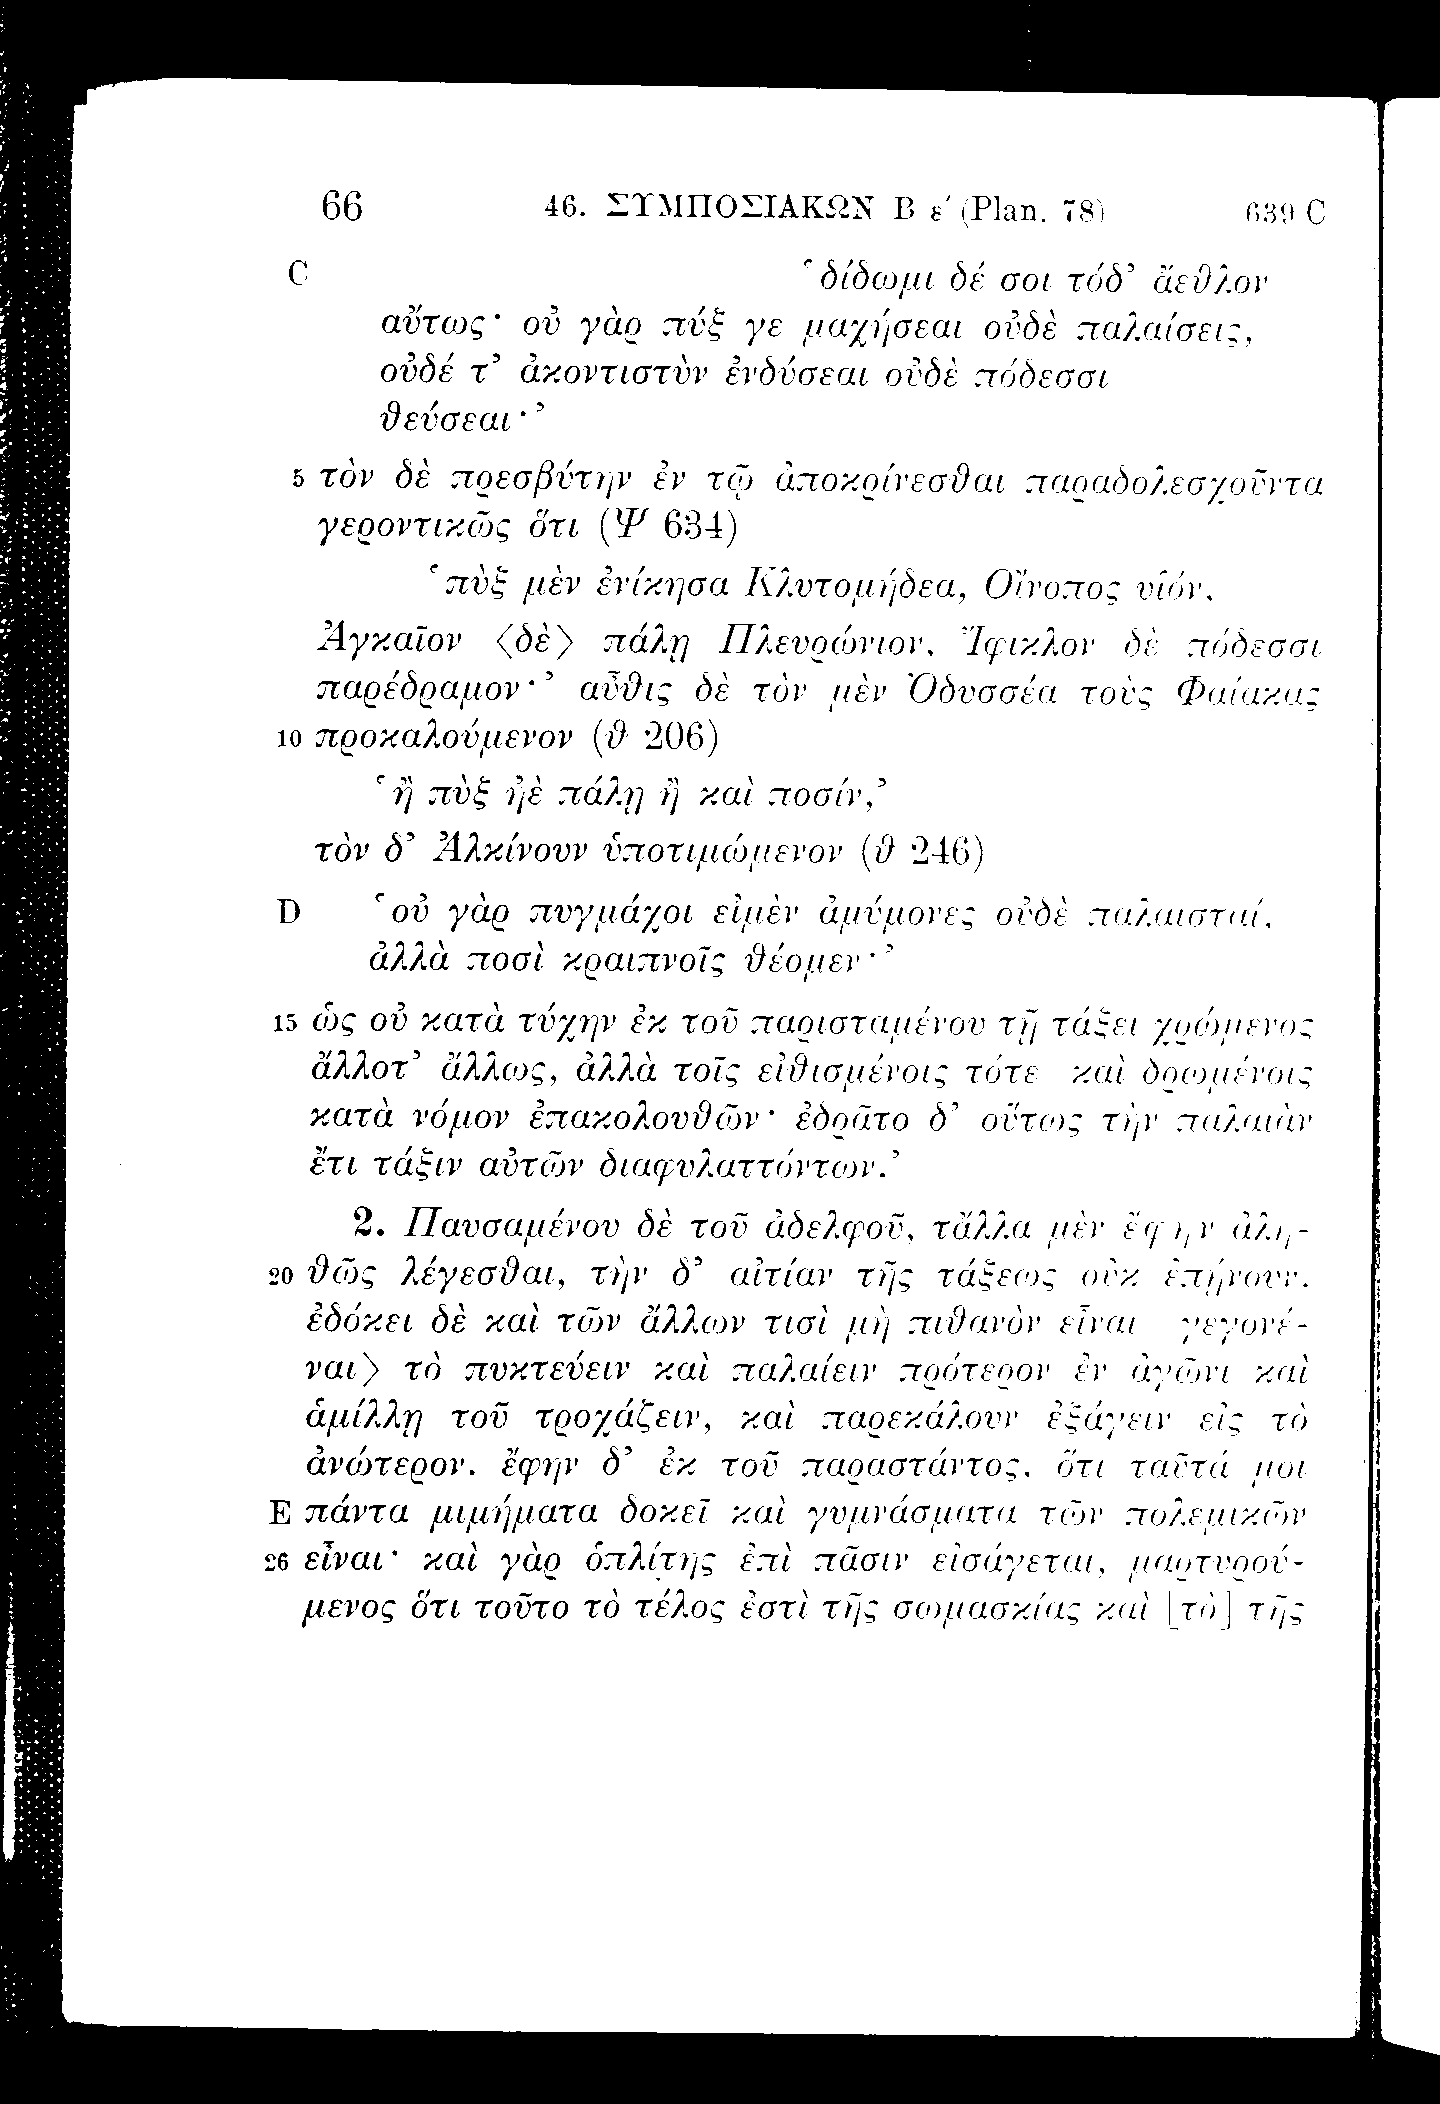 66 46. ΣΥΜΠΟΣΙΑΚΩΝ Β ε΄ (Plan. 78) 639 C
C ‘δίδωμι δέ σοι τόδ’ ἄεθλον
αὔτως· οὐ γὰρ πύξ γε μαχήσεαι οὐδὲ παλαίσεις,
οὐδέ τ’ ἀκοντιστὺν ἐνδύσεαι οὐδὲ πόδεσσι
θεύσεαι·’
5 τὸν δὲ πρεσβύτην ἐν τῷ ἀποκρίνεσθαι παραδολεσχοῦντα
γεροντικῶς ὅτι (Ψ 634)
‘πὺξ μὲν ἐνίκησα Κλυτομήδεα, Οἴνοπος υἱόν,
Ἀγκαῖον 〈δὲ〉 πάλῃ Πλευρώνιον, Ἴφικλον δὲ πόδεσσι
παρέδραμον·’ αὖθις δὲ τὸν μὲν Ὀδυσσέα τοὺς Φαίακας
10 προκαλούμενον (θ 206)
‘ἢ πὺξ ἠὲ πάλῃ ἢ καὶ ποσίν,’
τὸν δ’ Ἀλκίνουν ὑποτιμώμενον (θ 246)
D ‘οὐ γὰρ πυγμάχοι εἰμὲν ἀμύμονες οὐδὲ παλαισταί,
ἀλλὰ ποσὶ κραιπνοῖς θέομεν·’
15 ὡς οὐ κατὰ τύχην ἐκ τοῦ παρισταμένου τῇ τάξει χρώμενος
ἄλλοτ’ ἄλλως, ἀλλὰ τοῖς εἰθισμένοις τότε καὶ δρωμένοις
κατὰ νόμον ἐπακολουθῶν· ἐδρᾶτο δ’ οὕτως τὴν παλαιὰν
ἔτι τάξιν αὐτῶν διαφυλαττόντων.’
2. Παυσαμένου δὲ τοῦ ἀδελφοῦ, τἄλλα μὲν ἔφην ἀλη-
20 θῶς λέγεσθαι, τὴν δ’ αἰτίαν τῆς τάξεως οὐκ ἐπῄνουν.
ἐδόκει δὲ καὶ τῶν ἄλλων τισὶ μὴ πιθανὸν εἶναι γεγονέ-
ναι〉 τὸ πυκτεύειν καὶ παλαίειν πρότερον ἐν ἀγῶνι καὶ
ἁμίλλῃ τοῦ τροχάζειν, καὶ παρεκάλουν ἐξάγειν εἰς τὸ
ἀνώτερον. ἔφην δ’ ἐκ τοῦ παραστάντος, ὅτι ταῦτά μοι
E πάντα μιμήματα δοκεῖ καὶ γυμνάσματα τῶν πολεμικῶν
26 εἶναι· καὶ γὰρ ὁπλίτης ἐπὶ πᾶσιν εἰσάγεται, μαρτυρού-
μενος ὅτι τοῦτο τὸ τέλος ἐστὶ τῆς σωμασκίας καὶ [τὸ] τῆς